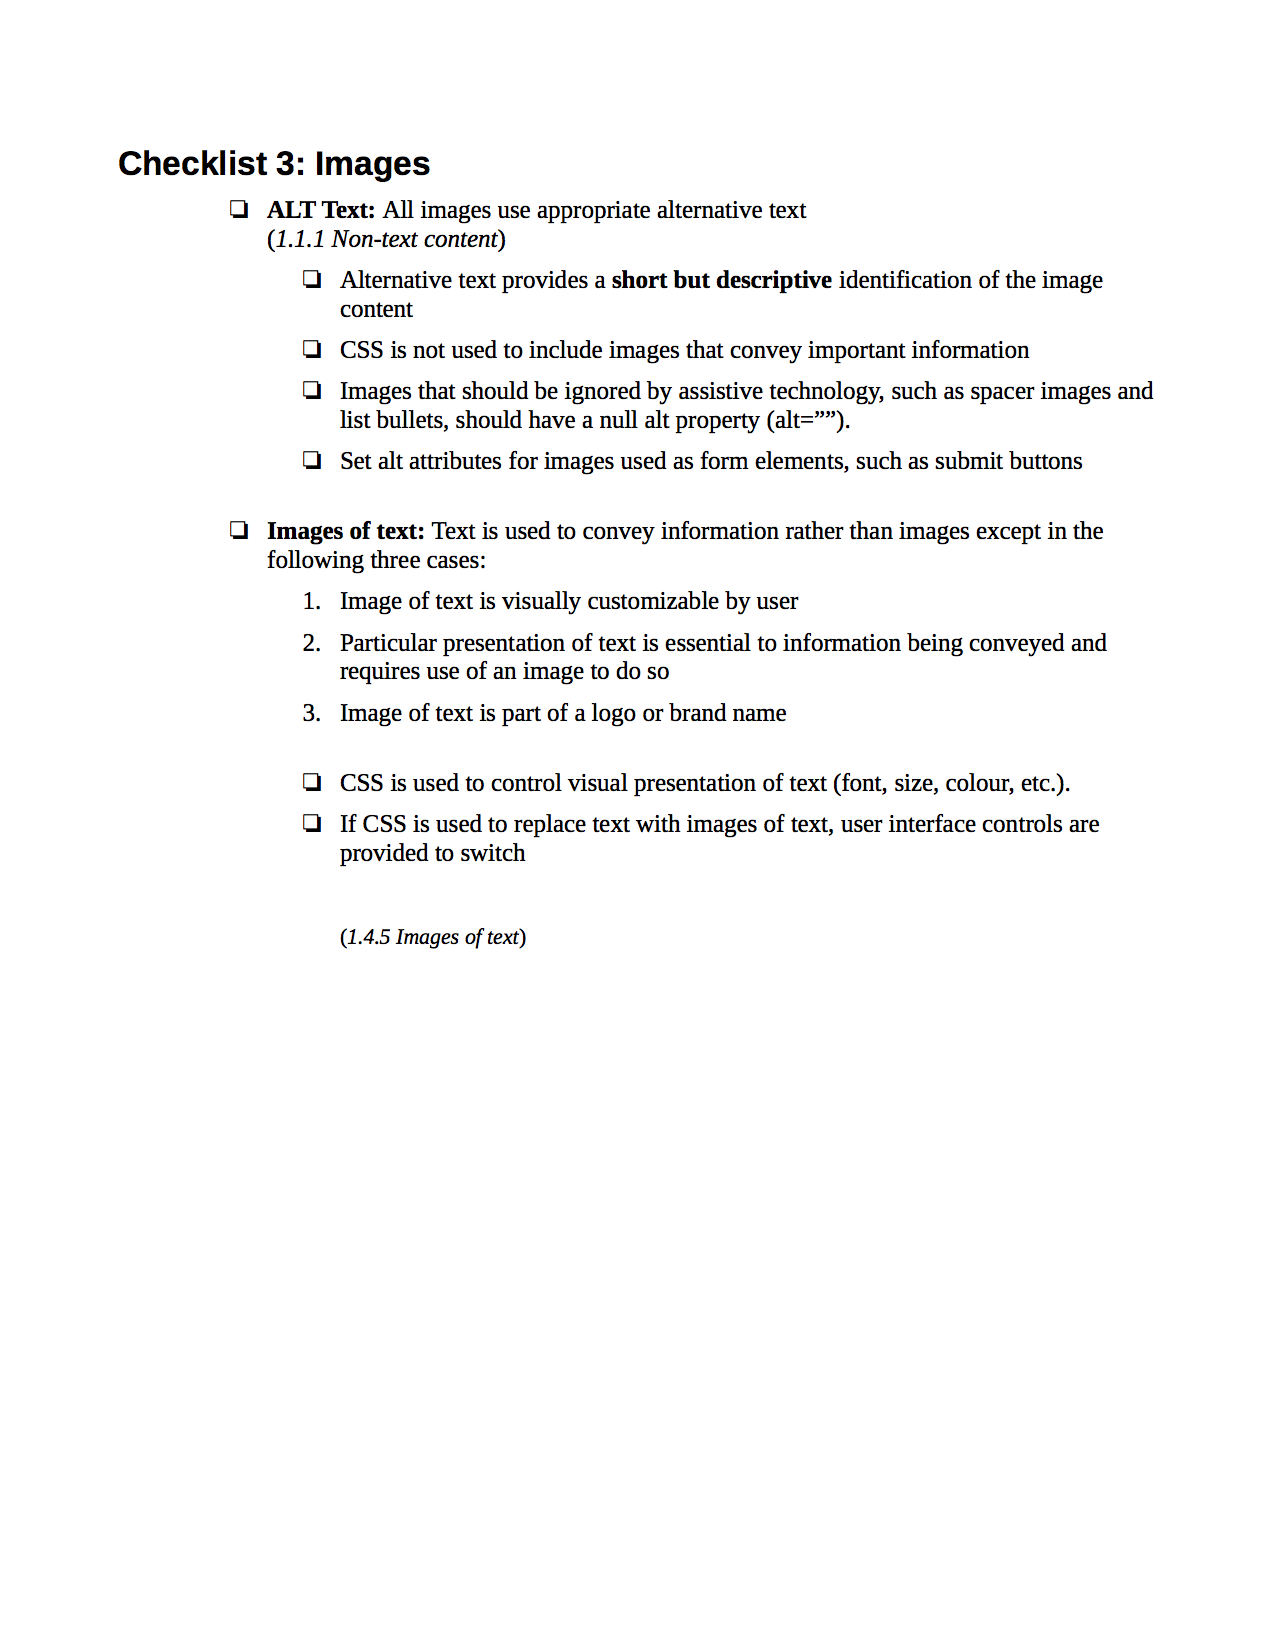 Checklist 3: Images
❏ ALT Text: All images use appropriate alternative text
(1.1.1 Non-text content)
❏ Alternative text provides a short but descriptive identification of the image
content
❏ CSS is not used to include images that convey important information
❏ Images that should be ignored by assistive technology, such as spacer images and
list bullets, should have a null alt property (alt=””).
❏ Set alt attributes for images used as form elements, such as submit buttons
❏ Images of text: Text is used to convey information rather than images except in the
following three cases:
1. Image of text is visually customizable by user
2. Particular presentation of text is essential to information being conveyed and
requires use of an image to do so
3. Image of text is part of a logo or brand name
❏ CSS is used to control visual presentation of text (font, size, colour, etc.).
❏ If CSS is used to replace text with images of text, user interface controls are
provided to switch
(1.4.5 Images of text)